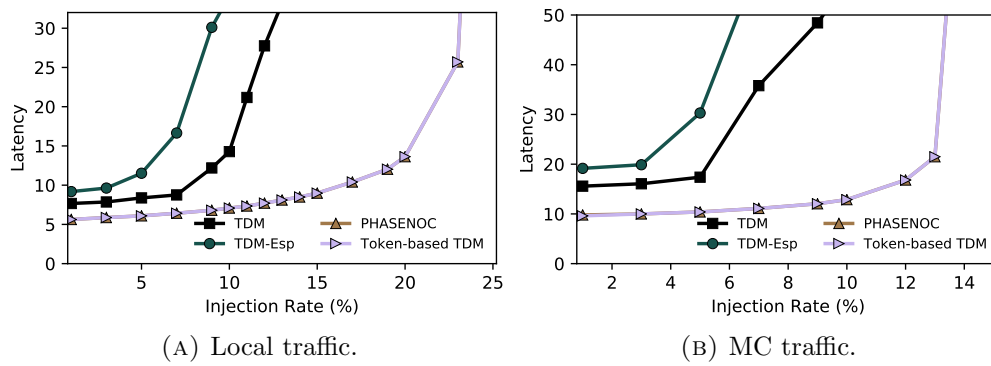 30
25
20
15
10
5
0
Latency
5
10
15
20
25
Injection Rate (%)
TDM
TDM-Esp
PHASENOC
Token-based TDM
(A) Local traffic.
50
40
30
20
10
0
Latency
2
4
6
8
10
12
14
Injection Rate (%)
TDM
TDM-Esp
PHASENOC
Token-based TDM
(B) MC traffic.